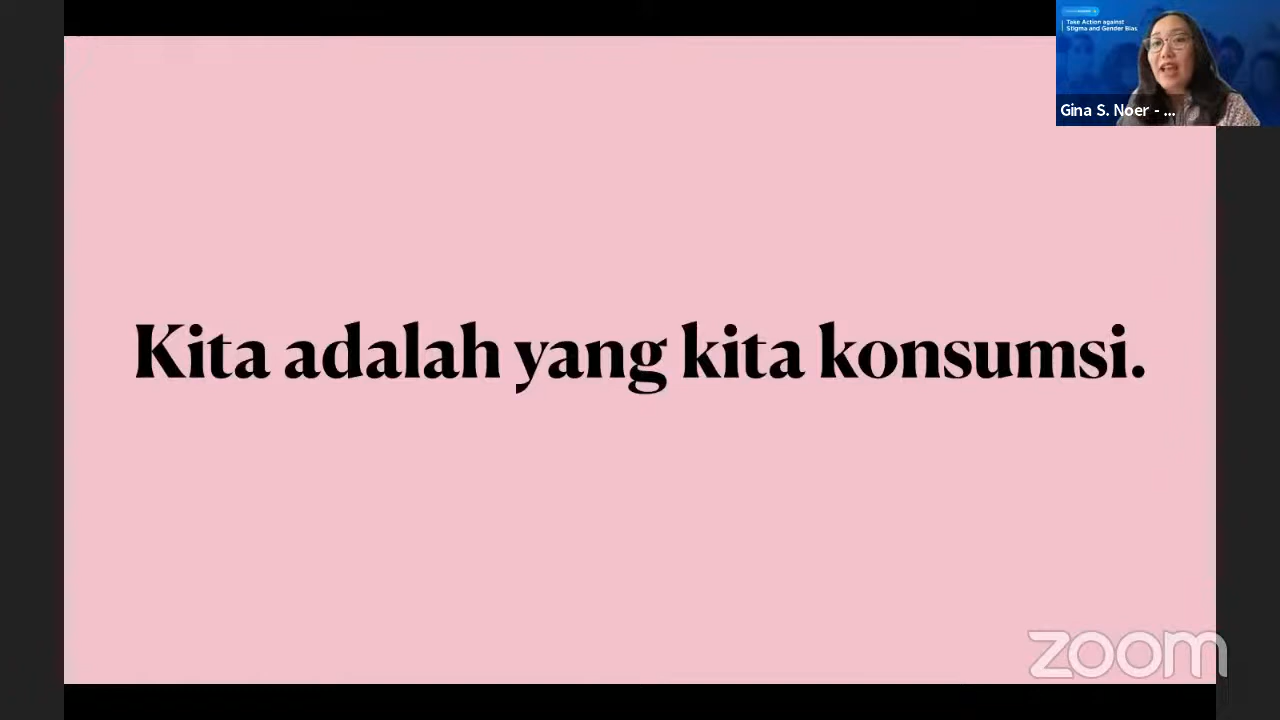 Take Action against
Stigma and Gender Bias
Gina S. Noer - ...
Kita adalah yang kita konsumsi.
zoom